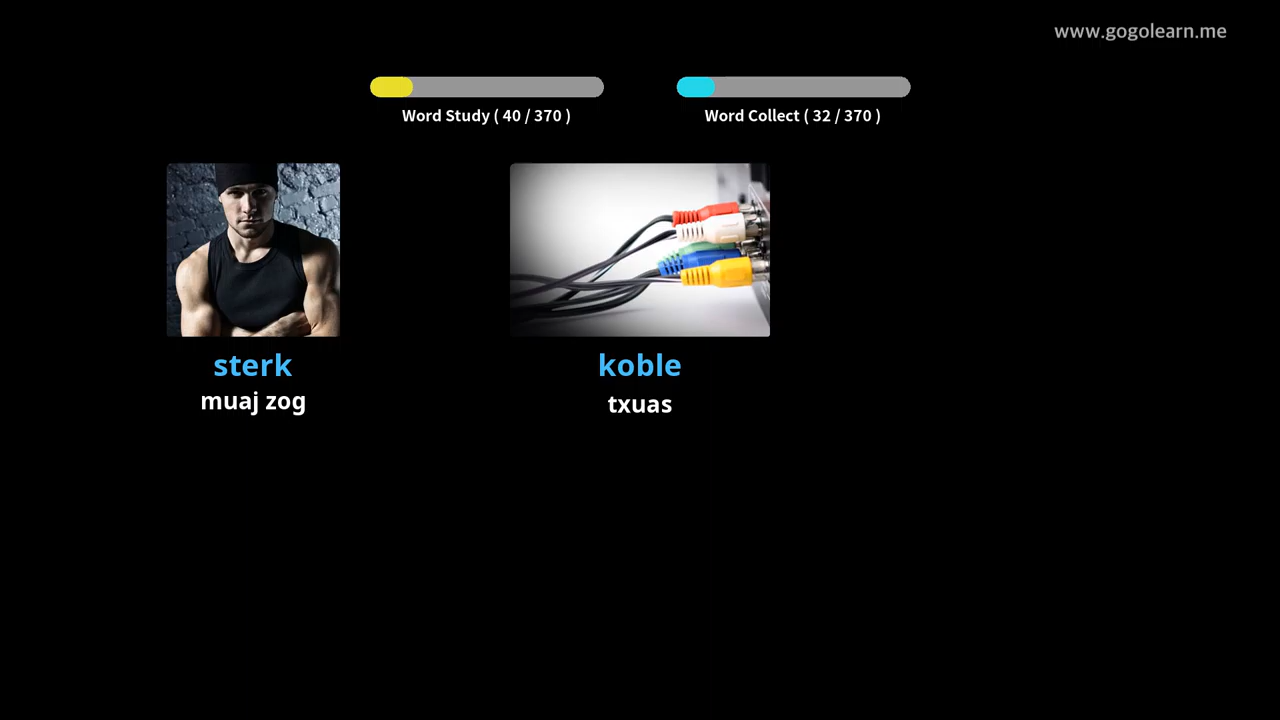 www.gogolearn.me
Word Study ( 40 / 370 )
Word Collect ( 32 / 370 )
sterk
muaj zog
koble
txuas